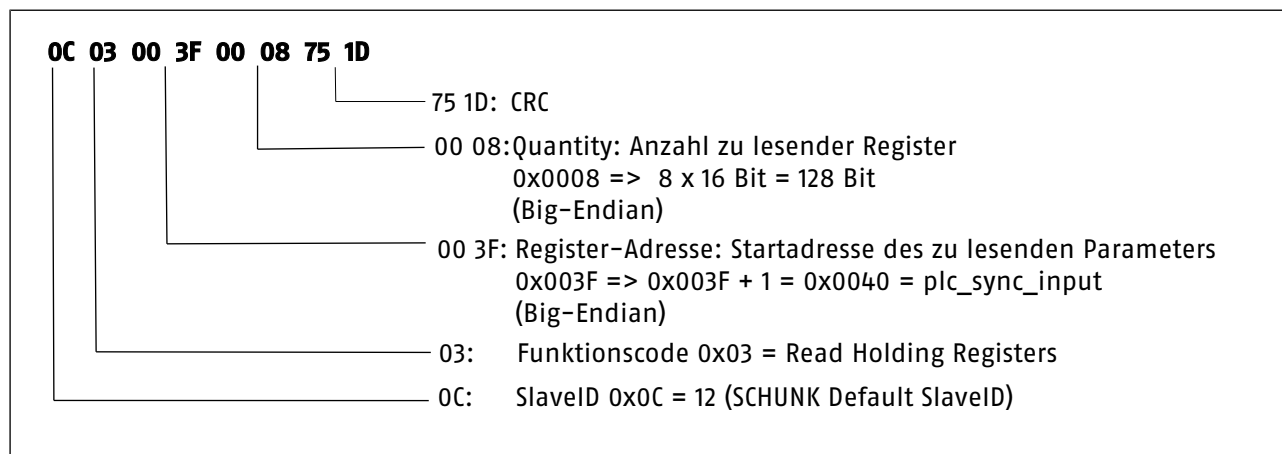 0C 03 00 3F 00 08 75 1D
75 1D: CRC
00 08:Quantity: Anzahl zu lesender Register
0x0008 => 8 x 16 Bit = 128 Bit
(Big-Endian)
00 3F: Register-Adresse: Startadresse des zu lesenden Parameters
0x003F => 0x003F + 1 = 0x0040 = plc_sync_input
(Big-Endian)
03: Funktionscode 0x03 = Read Holding Registers
0C: SlaveID 0x0C = 12 (SCHUNK Default SlaveID)